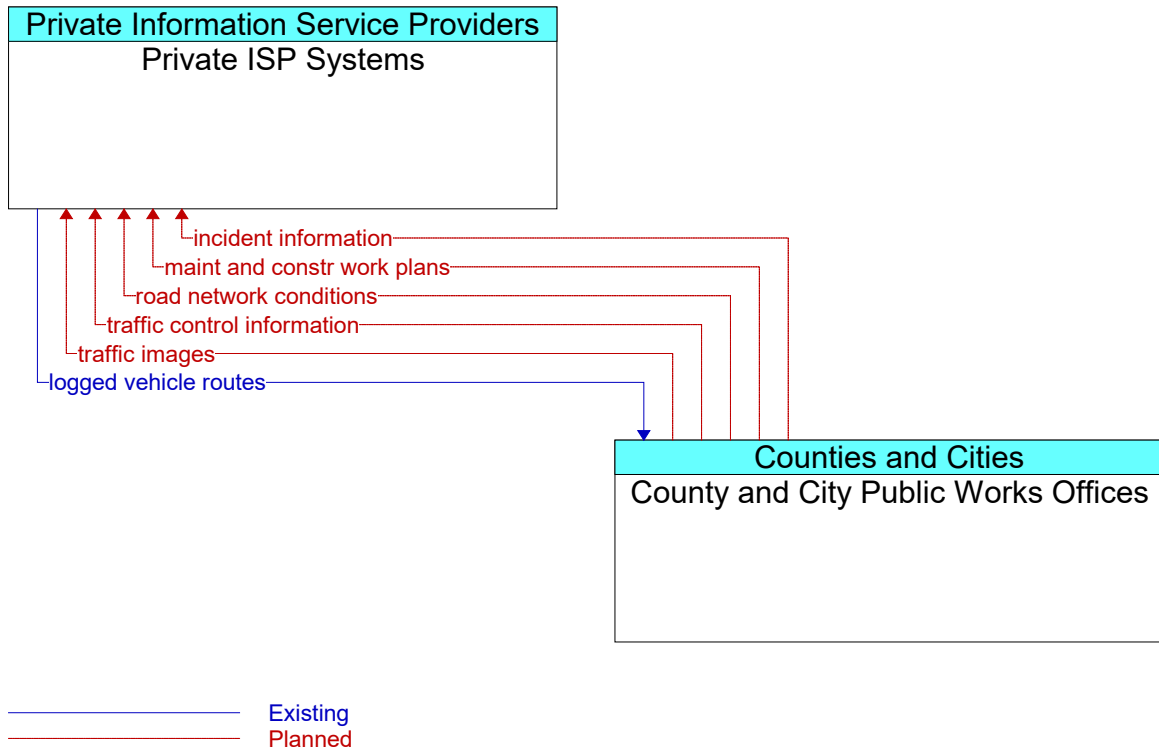 Private Information Service Providers
Private ISP Systems
incident information
maint and constr work plans
road network conditions
traffic control information
traffic images
logged vehicle routes
Counties and Cities
County and City Public Works Offices
Existing
Planned